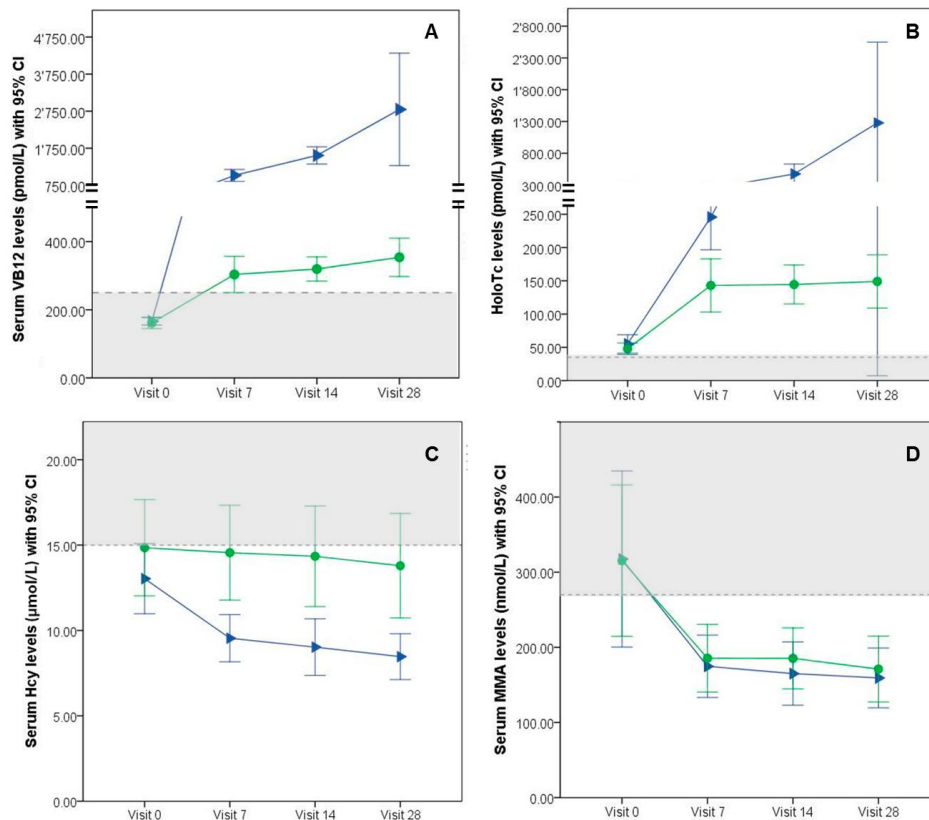 A
Serum VB12 levels (pmol/L) with 95% CI
4'750.00
3'750.00
2'750.00
1'750.00
750.00
400.00
200.00
0.00
Visit 0 Visit 7 Visit 14 Visit 28
B
HoloTc levels (pmol/L) with 95% CI
2'800.00
2'300.00
1'800.00
1'300.00
800.00
300.00
250.00
200.00
150.00
100.00
50.00
0.00
Visit 0 Visit 7 Visit 14 Visit 28
C
Serum Hcy levels (μmol/L) with 95% CI
20.00
15.00
10.00
5.00
0.00
Visit 0 Visit 7 Visit 14 Visit 28
D
Serum MMA levels (nmol/L) with 95% CI
400.00
300.00
200.00
100.00
0.00
Visit 0 Visit 7 Visit 14 Visit 28